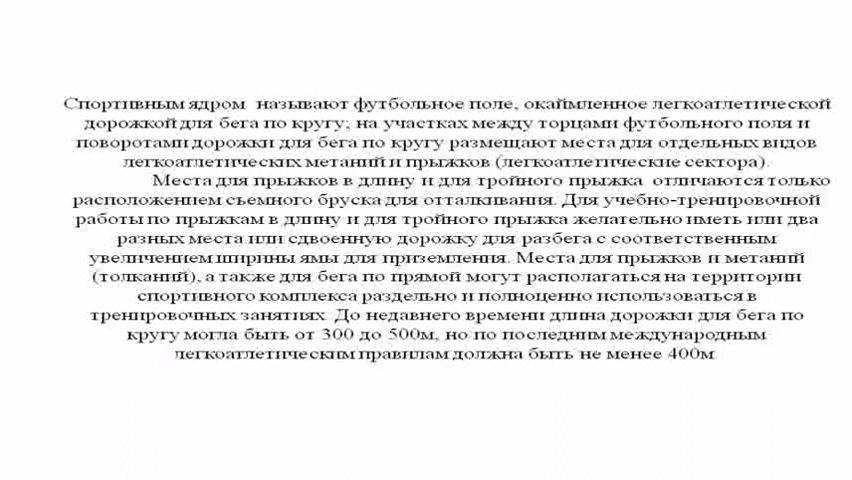 Спортивным ядром называют футбольное поле, окаймленное легкоатлетической
дорожкой для бега по кругу; на участках между торцами футбольного поля и
поворотами дорожки для бега по кругу размещают места для отдельных видов
легкоатлетических метаний и прыжков (легкоатлетические сектора).
Места для прыжков в длину и для тройного прыжка отличаются только
расположением съемного бруска для отталкивания. Для учебно-тренировочной
работы по прыжкам в длину и для тройного прыжка желательно иметь или два
разных места или сдвоенную дорожку для разбега с соответственным
увеличением ширины ямы для приземления. Места для прыжков и метаний
(толканий), а также для бега по прямой могут располагаться на территории
спортивного комплекса раздельно и полноценно использоваться в
тренировочных занятиях. До недавнего времени длина дорожки для бега по
кругу могла быть от 300 до 500м, но по последним международным
легкоатлетическим правилам должна быть не менее 400м